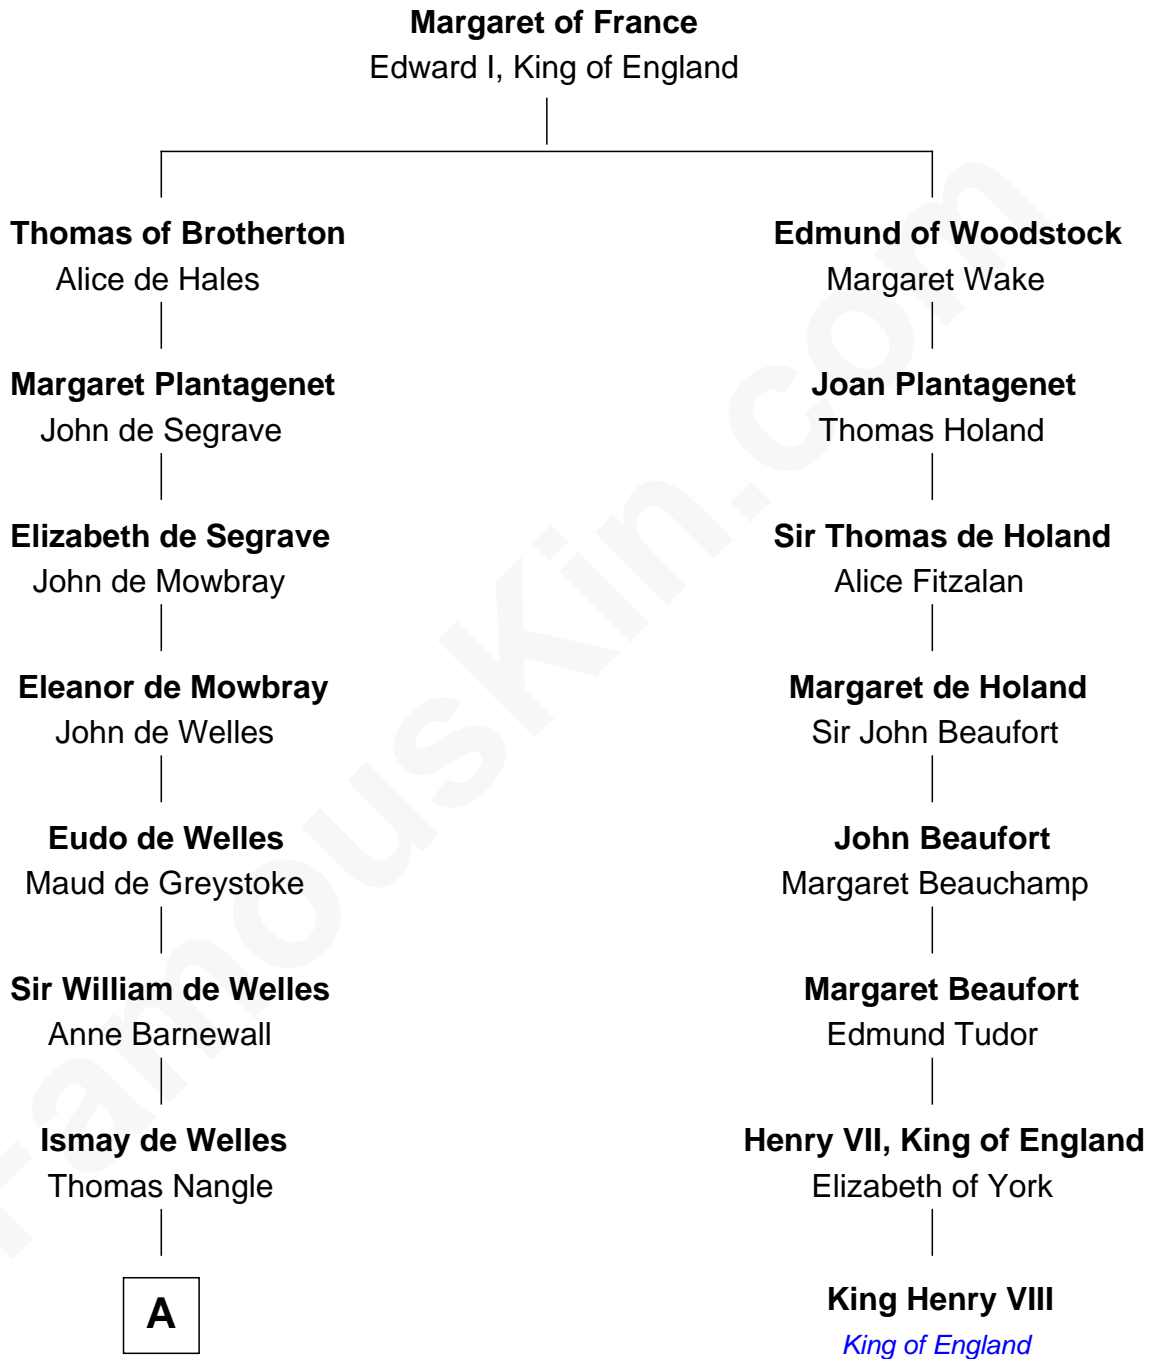 Margaret of France
Edward I, King of England
Thomas of Brotherton
Alice de Hales
Edmund of Woodstock
Margaret Wake
Margaret Plantagenet
John de Segrave
Joan Plantagenet
Thomas Holand
Elizabeth de Segrave
John de Mowbray
Sir Thomas de Holand
Alice Fitzalan
Eleanor de Mowbray
John de Welles
Margaret de Holand
Sir John Beaufort
Eudo de Welles
Maud de Greystoke
John Beaufort
Margaret Beauchamp
Sir William de Welles
Anne Barnewall
Margaret Beaufort
Edmund Tudor
Ismay de Welles
Thomas Nangle
Henry VII, King of England
Elizabeth of York
A
King Henry VIII
King of England
FamousKin.com